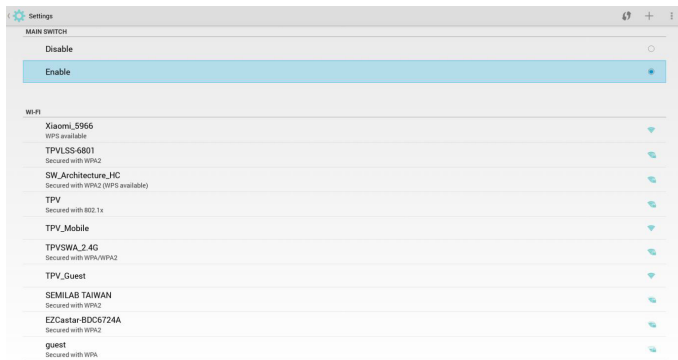 Settings
MAIN SWITCH
Disable
Enable
WI-FI
Xiaomi_5966
WPS available
TPVLSS-6801
Secured with WPA2
SW_Architecture_HC
Secured with WPA2 (WPS available)
TPV
Secured with 802.1x
TPV_Mobile
TPVSWA_2.4G
Secured with WPA/WPA2
TPV_Guest
SEMILAB TAIWAN
Secured with WPA2
EZCastar-BDC6724A
Secured with WPA2
guest
Secured with WPA